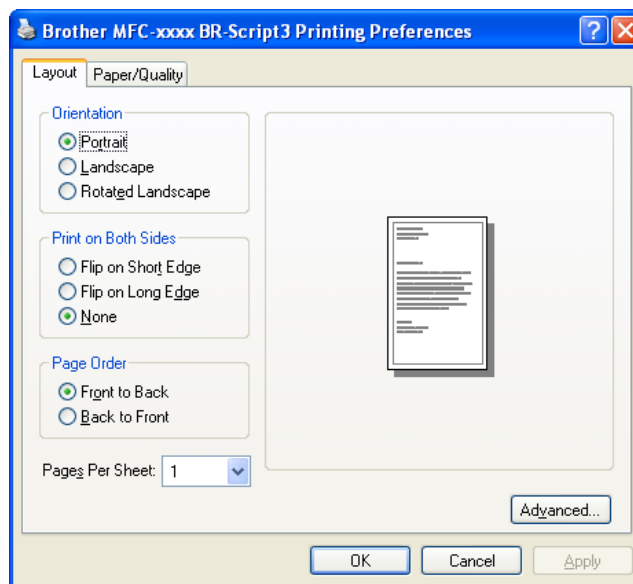 Brother MFC-xxxx BR-Script3 Printing Preferences
Layout
Paper/Quality
Orientation
Portrait
Landscape
Rotated Landscape
Print on Both Sides
Flip on Short Edge
Flip on Long Edge
None
Page Order
Front to Back
Back to Front
Pages Per Sheet: 1
Advanced...
OK
Cancel
Apply